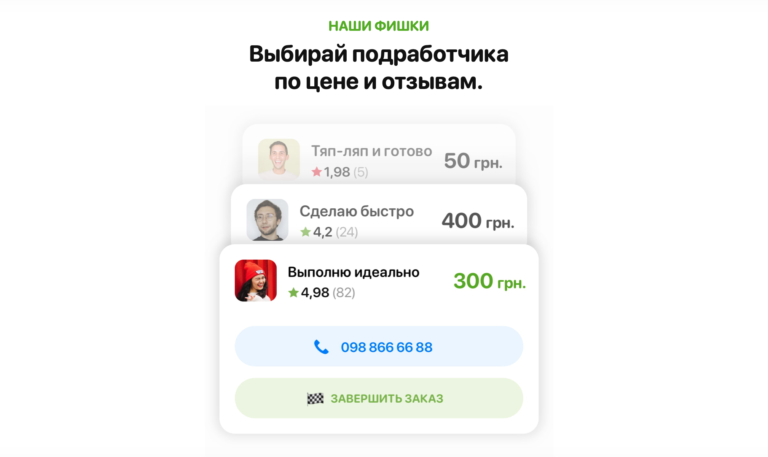 НАШИ ФИШКИ
Выбирай подработчика
по цене и отзывам.
Тяп-ляп и готово
50 грн.
1,98 (5)
Сделаю быстро
400 грн.
4,2 (24)
Выполню идеально
300 грн.
4,98 (82)
098 866 66 88
ЗАВЕРШИТЬ ЗАКАЗ